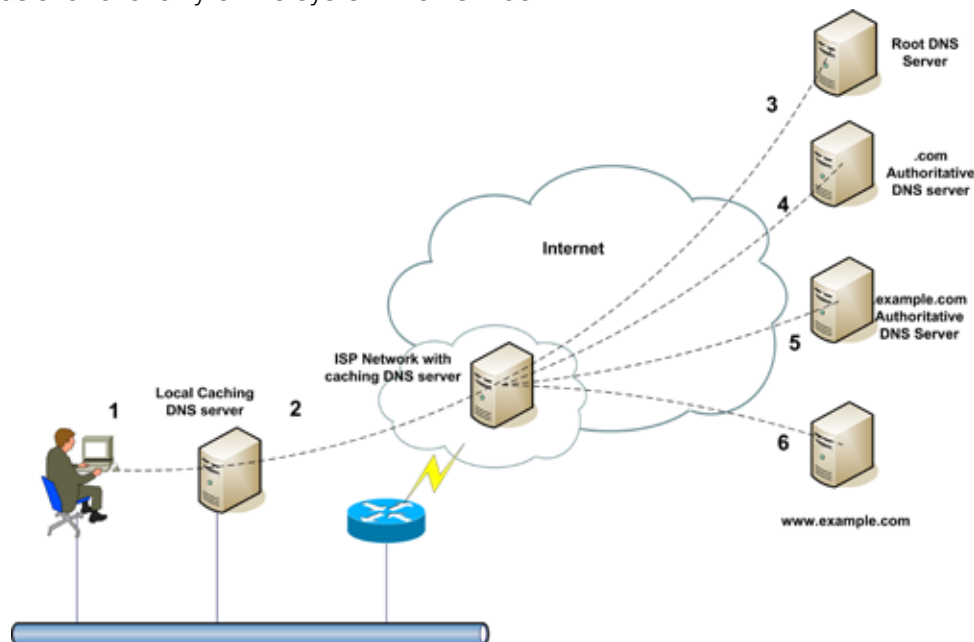 Root DNS
Server
3
.com
Authoritative
DNS server
4
Internet
.example.com
Authoritative
DNS Server
5
ISP Network with
caching DNS server
Local Caching
DNS server
1
2
6
www.example.com